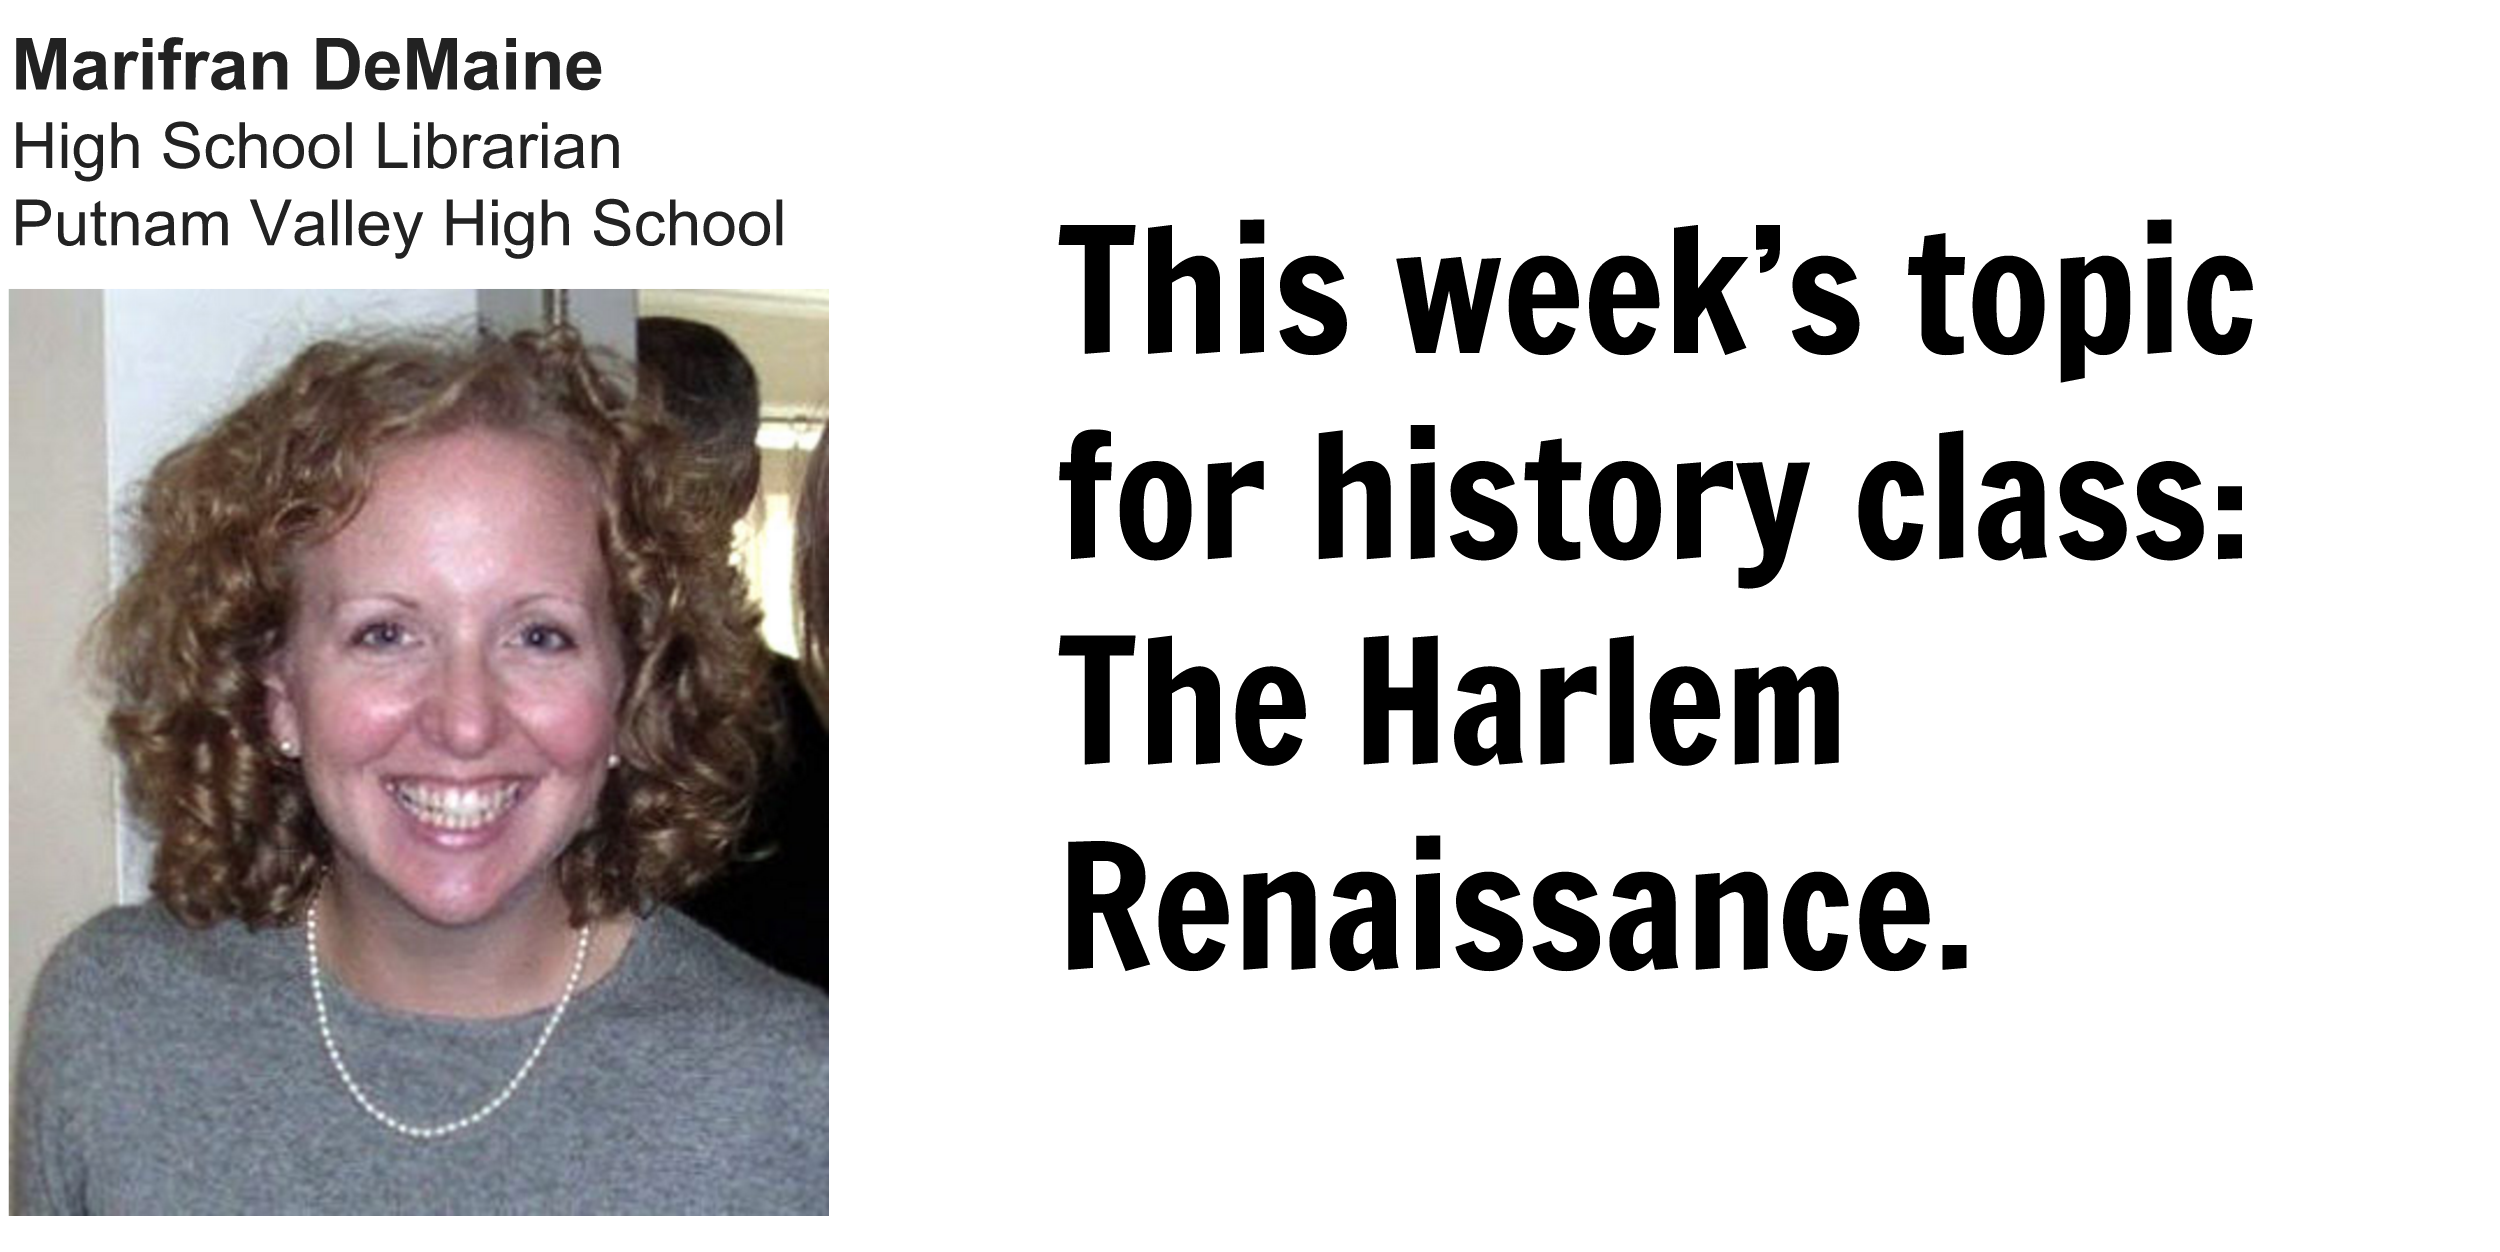 Marifran DeMaine
High School Librarian
Putnam Valley High School
This week’s topic
for history class:
The Harlem
Renaissance.